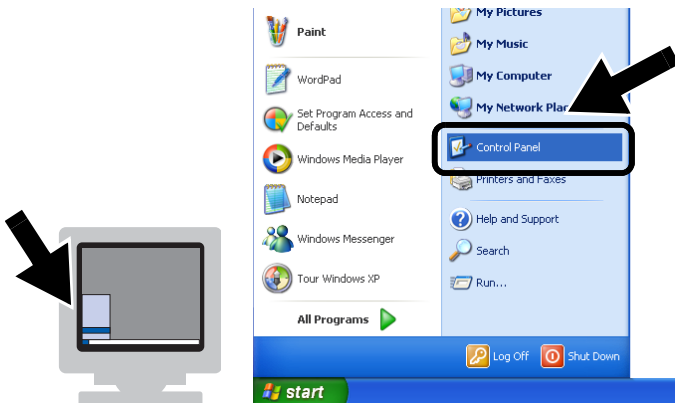 Paint
WordPad
Set Program Access and
Defaults
Windows Media Player
Notepad
Windows Messenger
Tour Windows XP
All Programs
My Pictures
My Music
My Computer
My Network Pla
Control Panel
Printers and Faxes
Help and Support
Search
Run...
Log Off
Shut Down
start